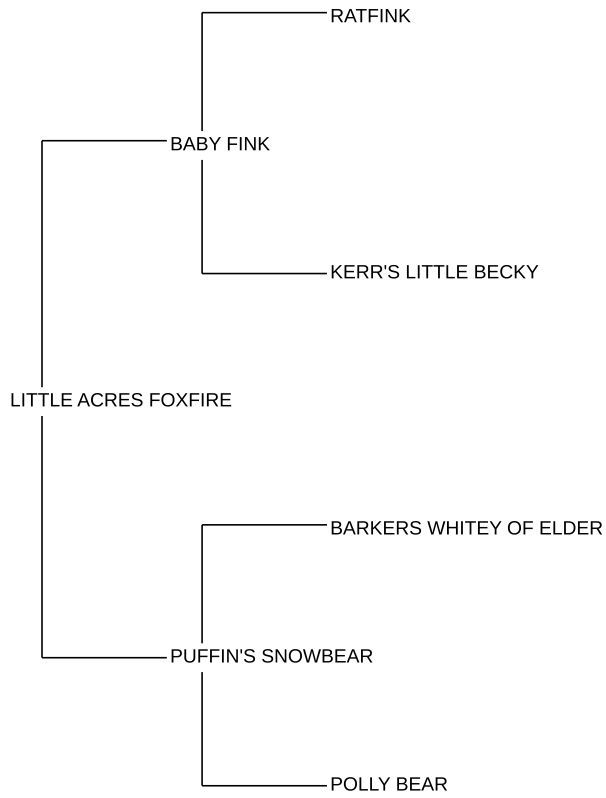 RATFINK
BABY FINK
KERR'S LITTLE BECKY
LITTLE ACRES FOXFIRE
BARKERS WHITEY OF ELDER
PUFFIN'S SNOWBEAR
POLLY BEAR